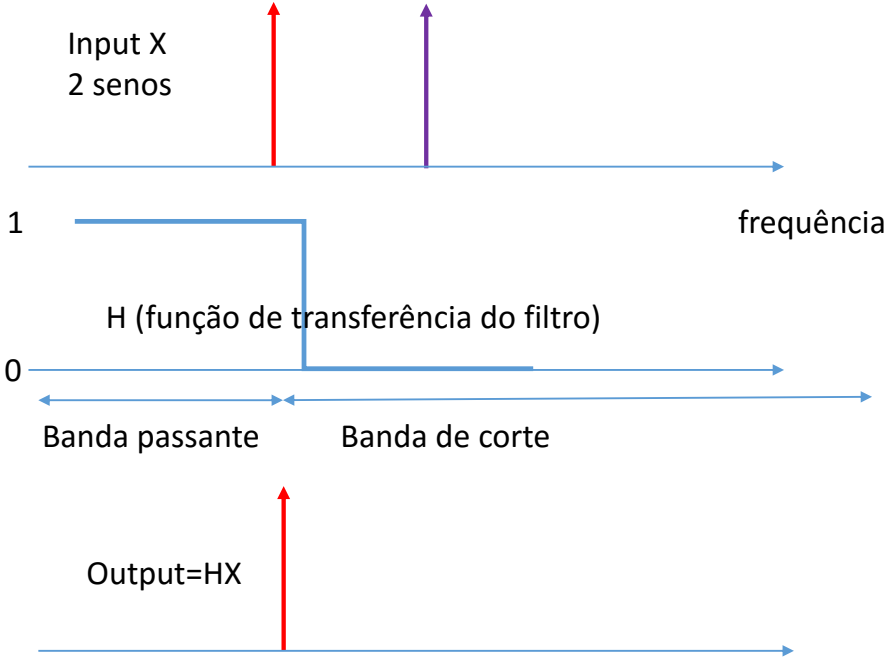 Input X
2 senos
1
frequência
H (função de transferência do filtro)
0
Banda passante
Banda de corte
Output=HX